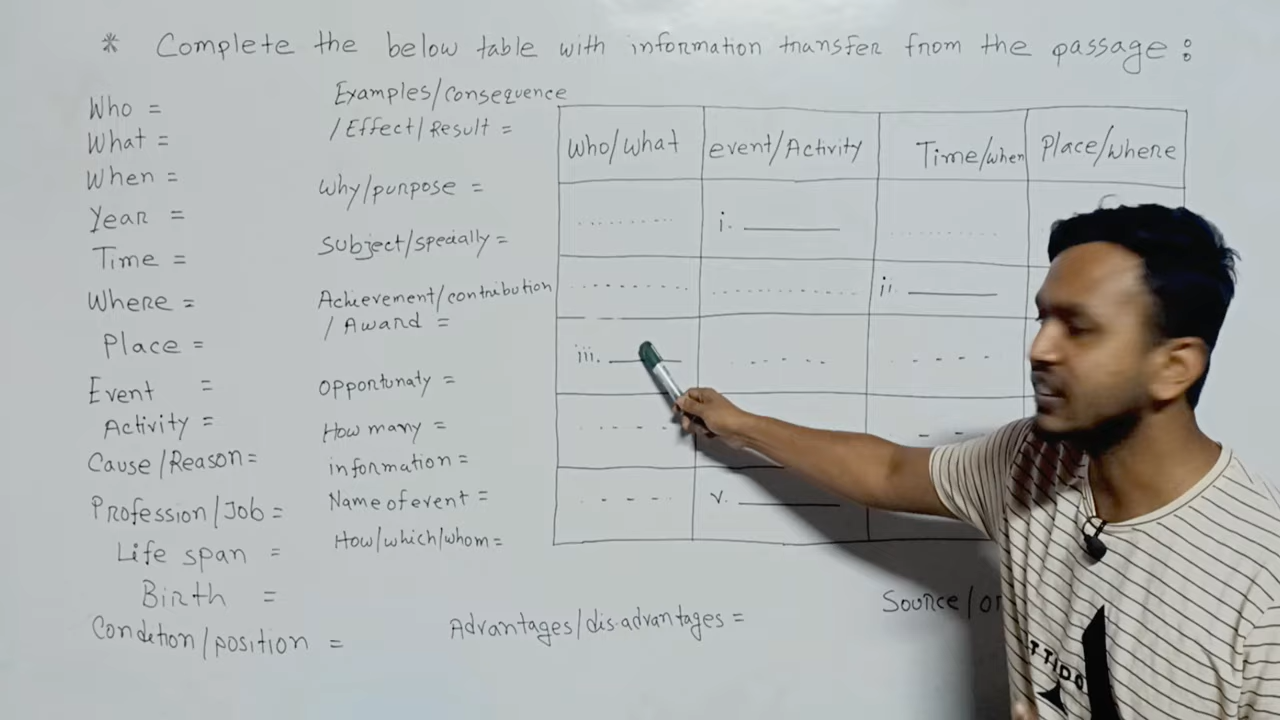 * Complete the below table with information transfer from the passage :
Who =
What =
When =
Year =
Time =
Where =
Place =
Event =
Activity =
Cause/Reason =
Profession/Job =
Life span =
Birth =
Condition/position =
Examples/Consequence
/Effect/Result =
Why/purpose =
Subject/specially =
Achievement/contribution
/Award =
opportunaty =
How many =
information =
Name of event =
How/which/whom =
Advantages/dis.advantages =
Who/what event/Activity Time/when Place/where
i.
ii.
iii.
v.
Source/
TTIDO